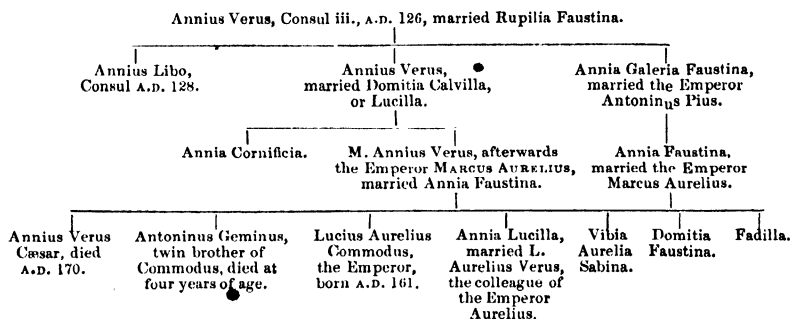 Annius Verus, Consul iii., A.D. 126, married Rupilia Faustina.
Annius Libo,
Consul A.D. 128.
Annius Verus,
married Domitia Calvilla,
or Lucilla.
Annia Galeria Faustina,
married the Emperor
Antoninus Pius.
Annia Cornificia.
M. Annius Verus, afterwards
the Emperor MARCUS AURELIUS,
married Annia Faustina.
Annia Faustina,
married the Emperor
Marcus Aurelius.
Annius Verus
Cæsar, died
A.D. 170.
Antoninus Geminus,
twin brother of
Commodus, died at
four years of age.
Lucius Aurelius
Commodus,
the Emperor,
born A.D. 161.
Annia Lucilla,
married L.
Aurelius Verus,
the colleague of
the Emperor
Aurelius.
Vibia
Aurelia
Sabina.
Domitia
Faustina.
Fadilla.